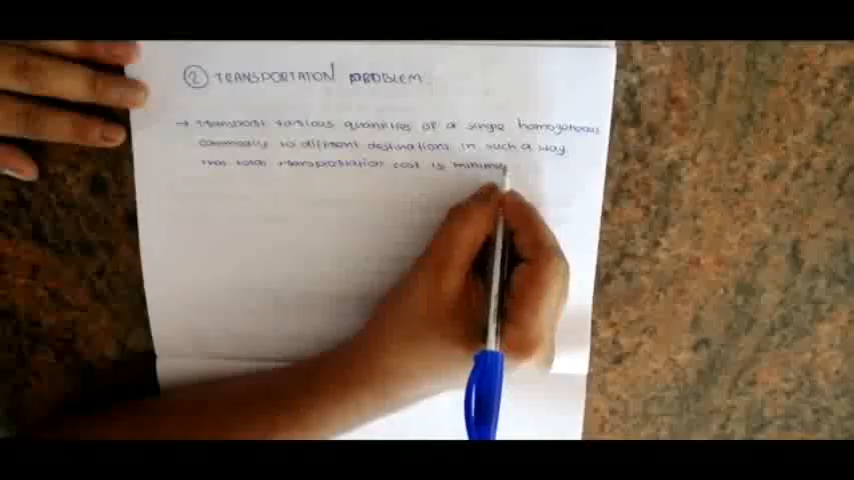 ② TRANSPORTATION PROBLEM.
→ Transport various quantities of a single homogeneous
commodity to different destinations in such a way
that total transportation cost is minimu